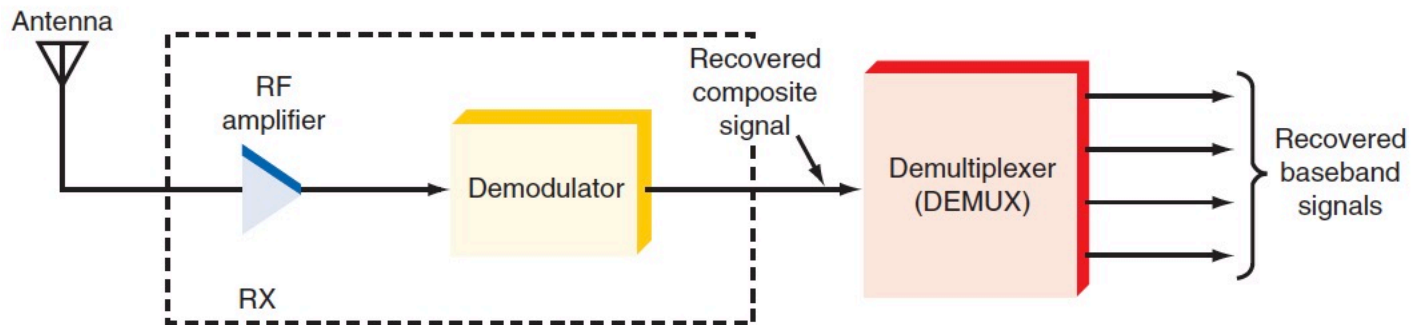 Antenna
RF
amplifier
Demodulator
RX
Recovered
composite
signal
Demultiplexer
(DEMUX)
Recovered
baseband
signals